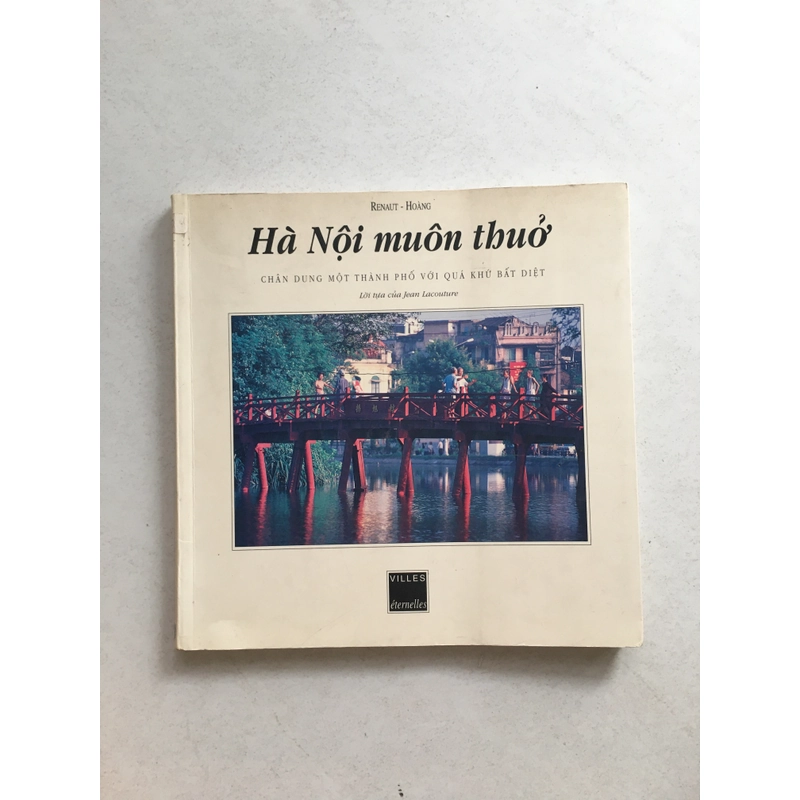 RENAUT - HOÀNG
Hà Nội muôn thuở
CHÂN DUNG MỘT THÀNH PHỐ VỚI QUÁ KHỨ BẤT DIỆT
Lời tựa của Jean Lacouture
VILLES
éternelles